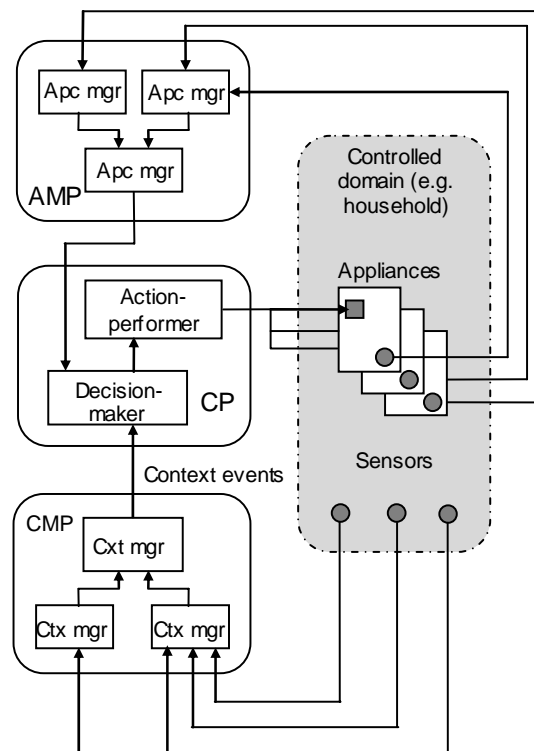 Apc mgr
Apc mgr
Apc mgr
AMP
Controlled
domain (e.g.
household)
Appliances
Action-
performer
Decision-
maker
CP
Context events
Sensors
CMP
Cxt mgr
Ctx mgr
Ctx mgr